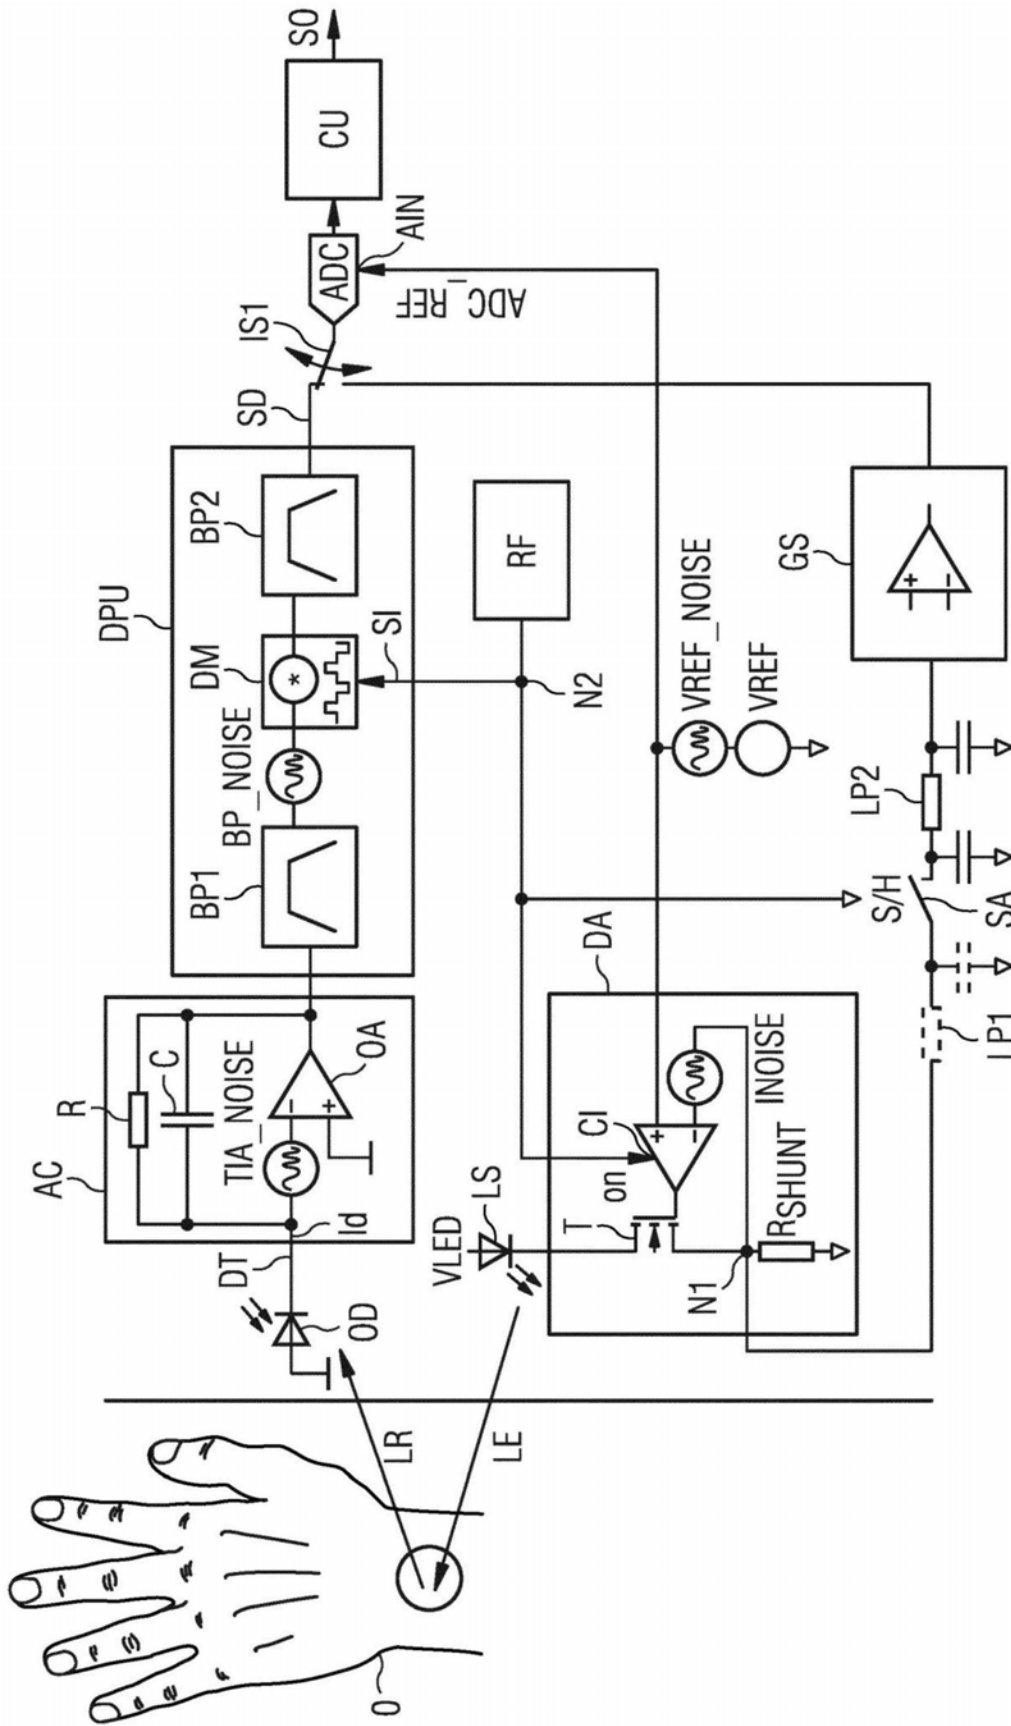 AC
R
C
TIA_NOISE
OA
DT
Id
OD
DPU
BP1
BP_NOISE
DM
BP2
SI
SD
IS1
ADC
AIN
ADC_REF
CU
SO
RF
N2
VREF_NOISE
VREF
GS
+
−
*
LP2
S/H
SA
LP1
DA
CI
INOISE
on
T
LS
VLED
N1
RSHUNT
LR
LE
O
+
−
+
−